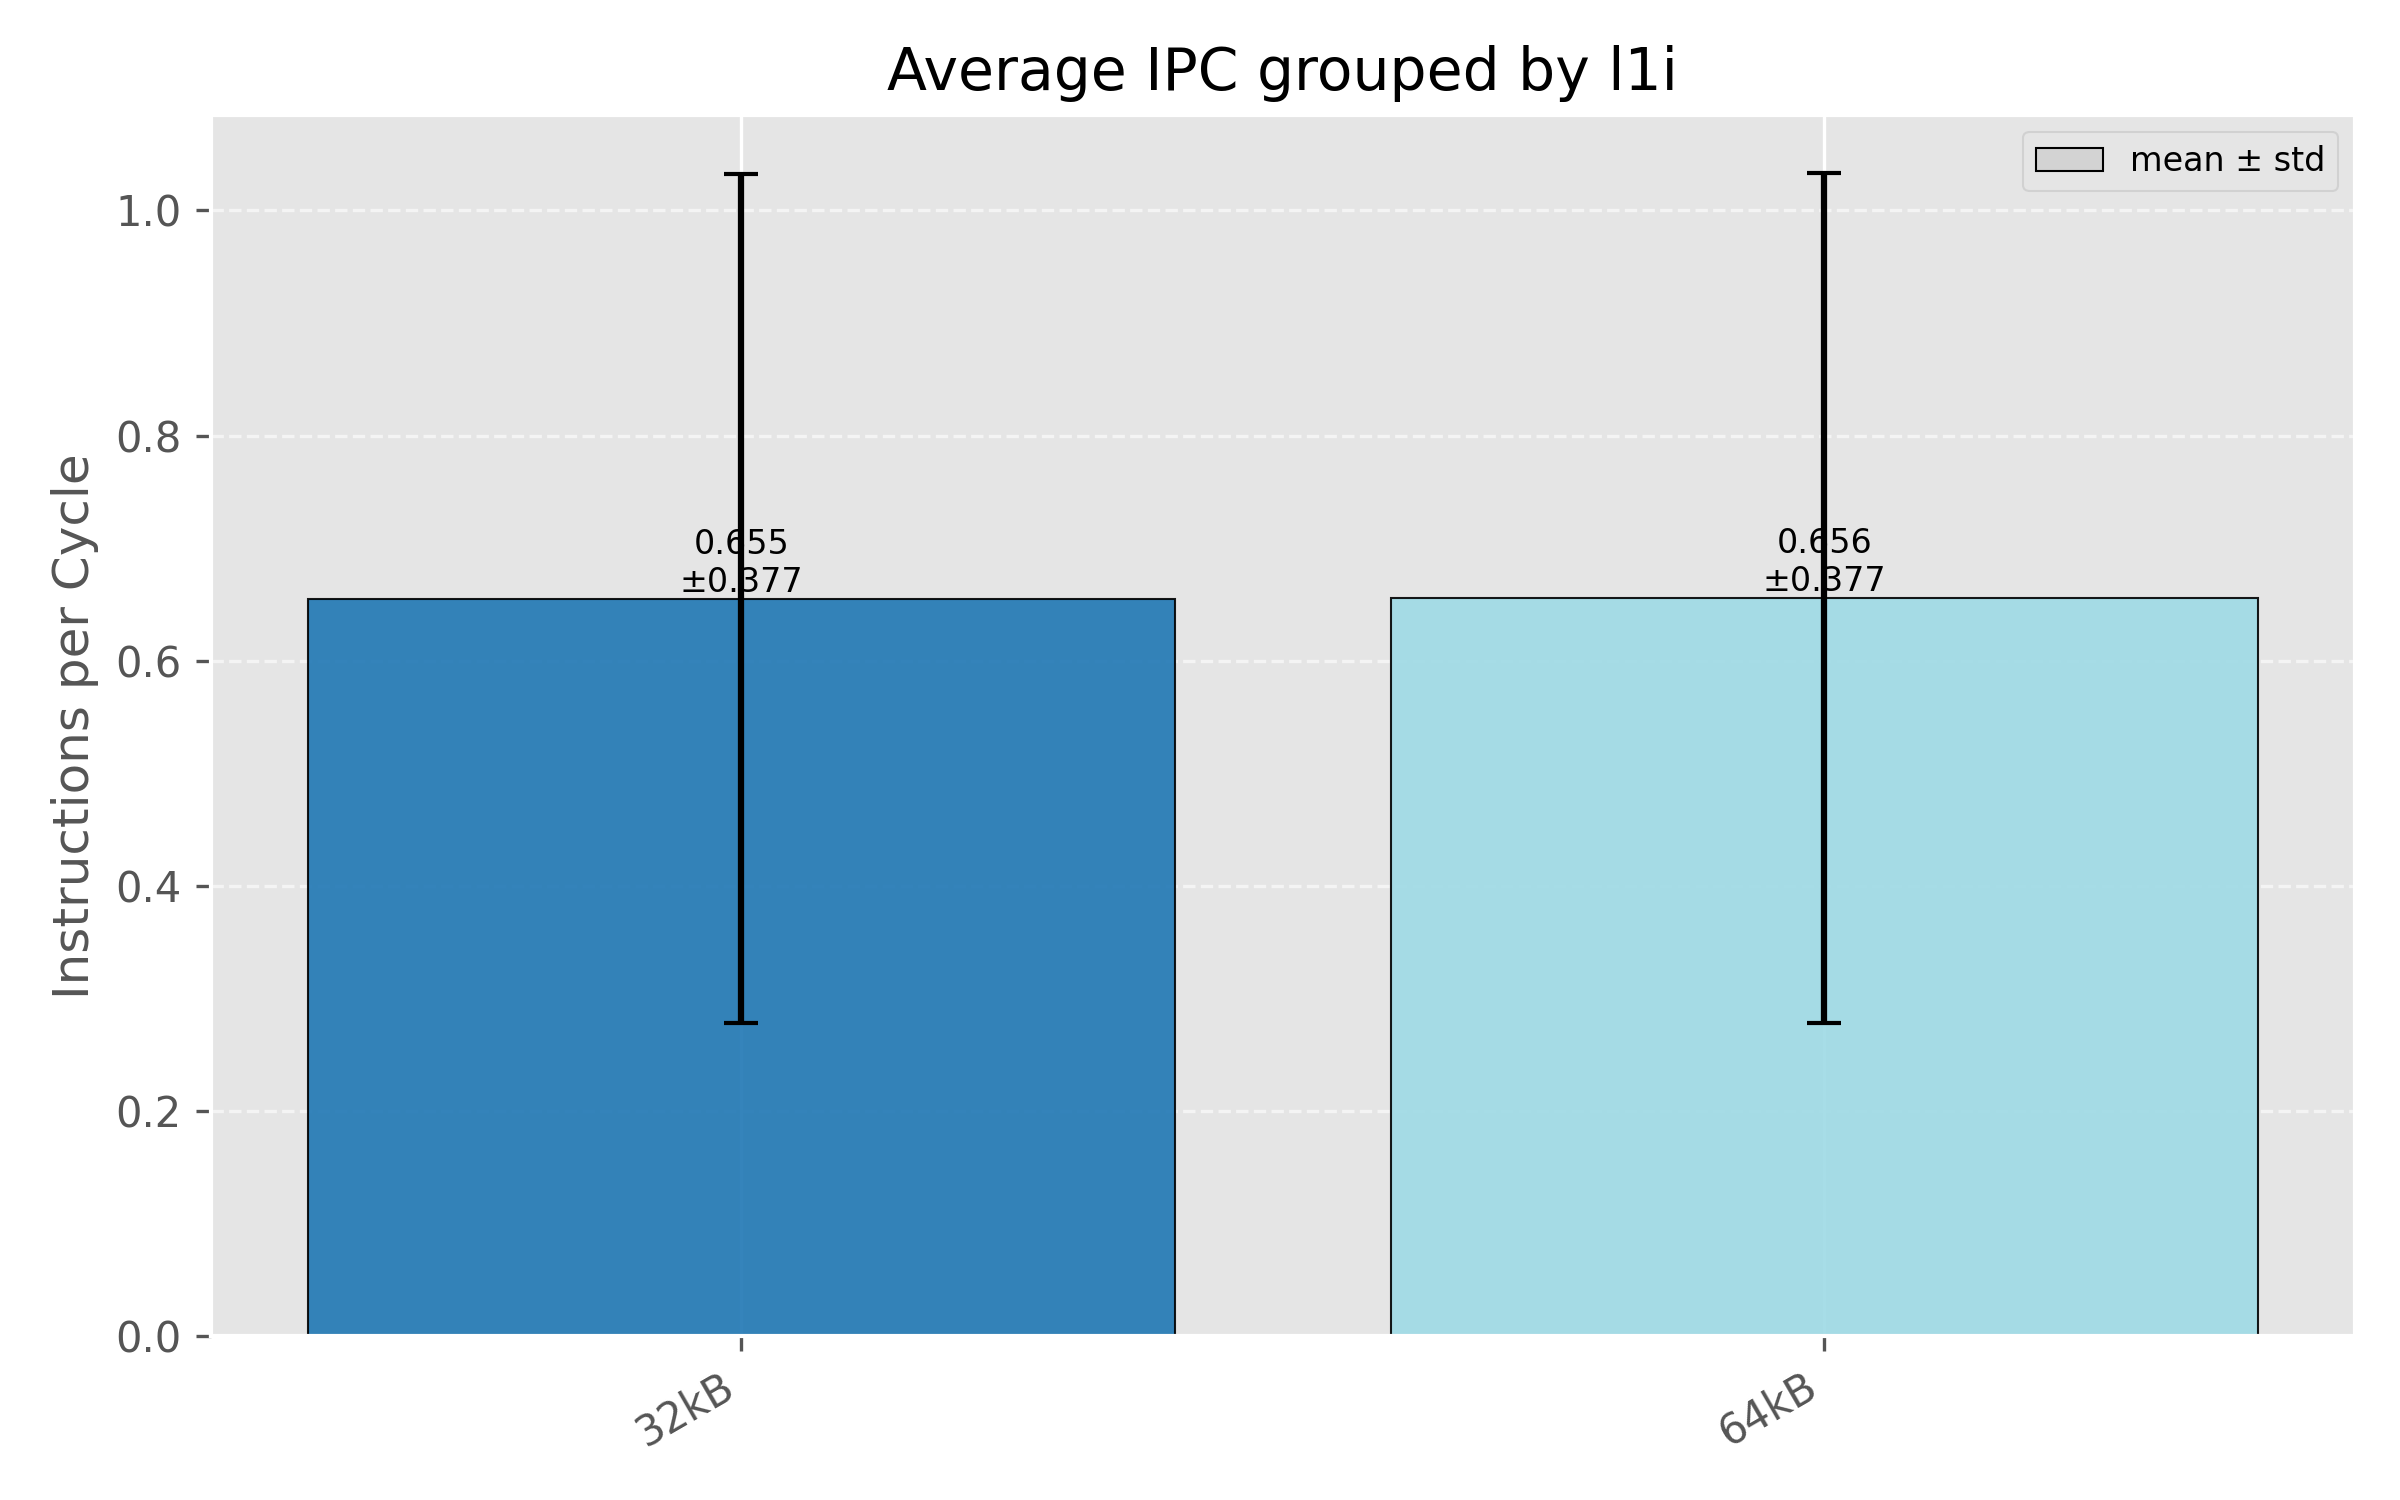 Average IPC grouped by l1i
mean ± std
Instructions per Cycle
1.0
0.8
0.6
0.4
0.2
0.0
0.655
±0.377
0.656
±0.377
32kB
64kB